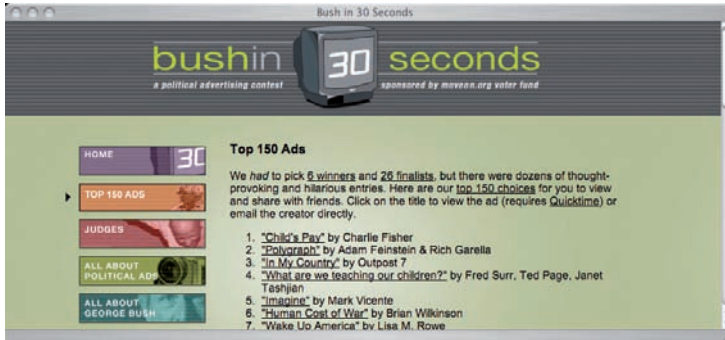 Bush in 30 Seconds
bushin 30 seconds
a political advertising contest sponsored by moveon.org voter fund
HOME 30
TOP 150 ADS
JUDGES
ALL ABOUT
POLITICAL ADS
ALL ABOUT
GEORGE BUSH
Top 150 Ads
We had to pick 6 winners and 26 finalists, but there were dozens of thought-
provoking and hilarious entries. Here are our top 150 choices for you to view
and share with friends. Click on the title to view the ad (requires Quicktime) or
email the creator directly.
1. "Child's Pay" by Charlie Fisher
2. "Polygraph" by Adam Feinstein & Rich Garella
3. "In My Country" by Outpost 7
4. "What are we teaching our children?" by Fred Surr, Ted Page, Janet
Tashjian
5. "Imagine" by Mark Vicente
6. "Human Cost of War" by Brian Wilkinson
7. "Wake Up America" by Lisa M. Rowe